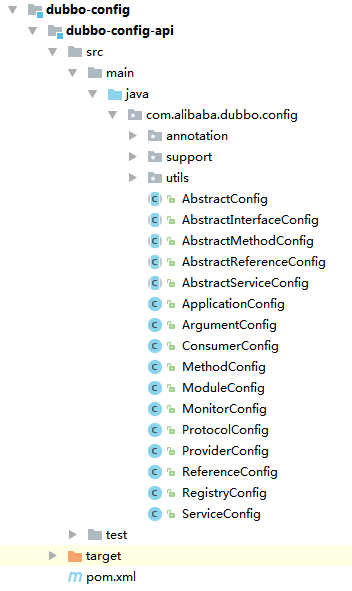 dubbo-config
dubbo-config-api
src
main
java
com.alibaba.dubbo.config
annotation
support
utils
AbstractConfig
AbstractInterfaceConfig
AbstractMethodConfig
AbstractReferenceConfig
AbstractServiceConfig
ApplicationConfig
ArgumentConfig
ConsumerConfig
MethodConfig
ModuleConfig
MonitorConfig
ProtocolConfig
ProviderConfig
ReferenceConfig
RegistryConfig
ServiceConfig
test
target
pom.xml